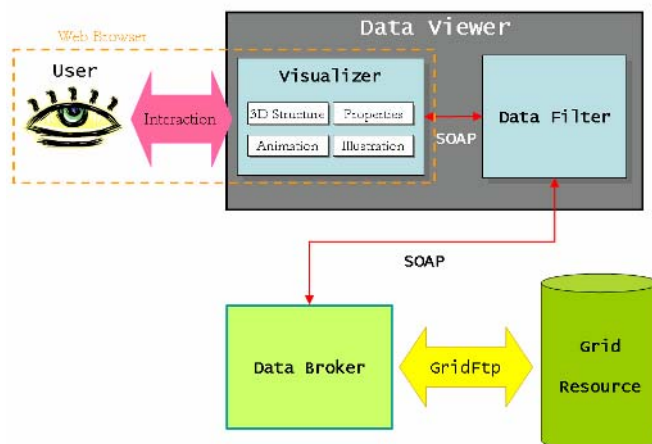 Data Viewer
Web Browset
User
Visualizer
3D Structure
Properties
Interaction
Animation
Illustration
SOAP
Data Filter
SOAP
Data Broker
GridFtp
Grid
Resource